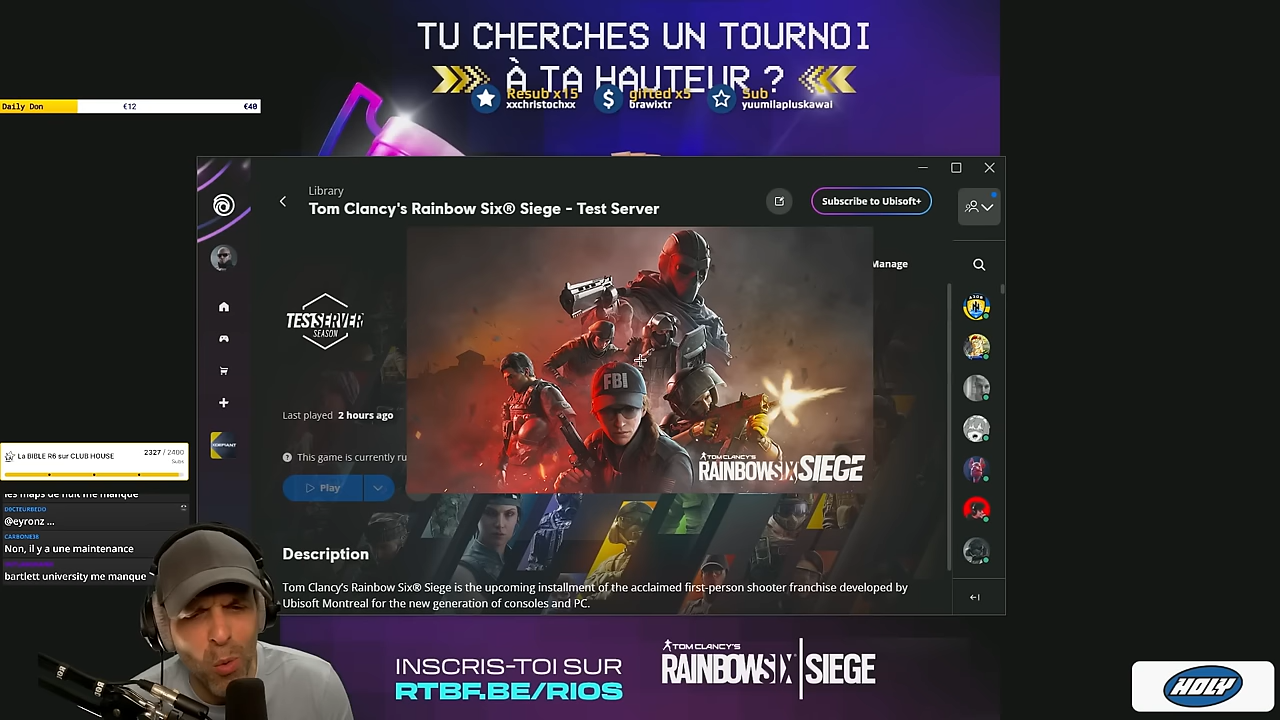 TU CHERCHES UN TOURNOI
À TA HAUTEUR ?
Resub x15
xxchristochxx
gifted x5
brawixtr
Sub
yuumilapluskawai
Daily Don
€12
€40
Library
Tom Clancy's Rainbow Six® Siege - Test Server
Subscribe to Ubisoft+
Manage
TEST SERVER
SEASON
FBI
TOM CLANCY'S
RAINBOW SIX SIEGE
Last played 2 hours ago
This game is currently ru
Play
La BIBLE R6 sur CLUB HOUSE
2327 / 2400
Subs
les maps de nuit me manque
D0CTEURBEDO
@eyronz ...
CARBONE38
Non, il y a une maintenance
bartlett university me manque
Description
Tom Clancy's Rainbow Six® Siege is the upcoming installment of the acclaimed first-person shooter franchise developed by
Ubisoft Montreal for the new generation of consoles and PC.
INSCRIS-TOI SUR
RTBF.BE/RIOS
TOM CLANCY'S
RAINBOW SIX | SIEGE
HOLY